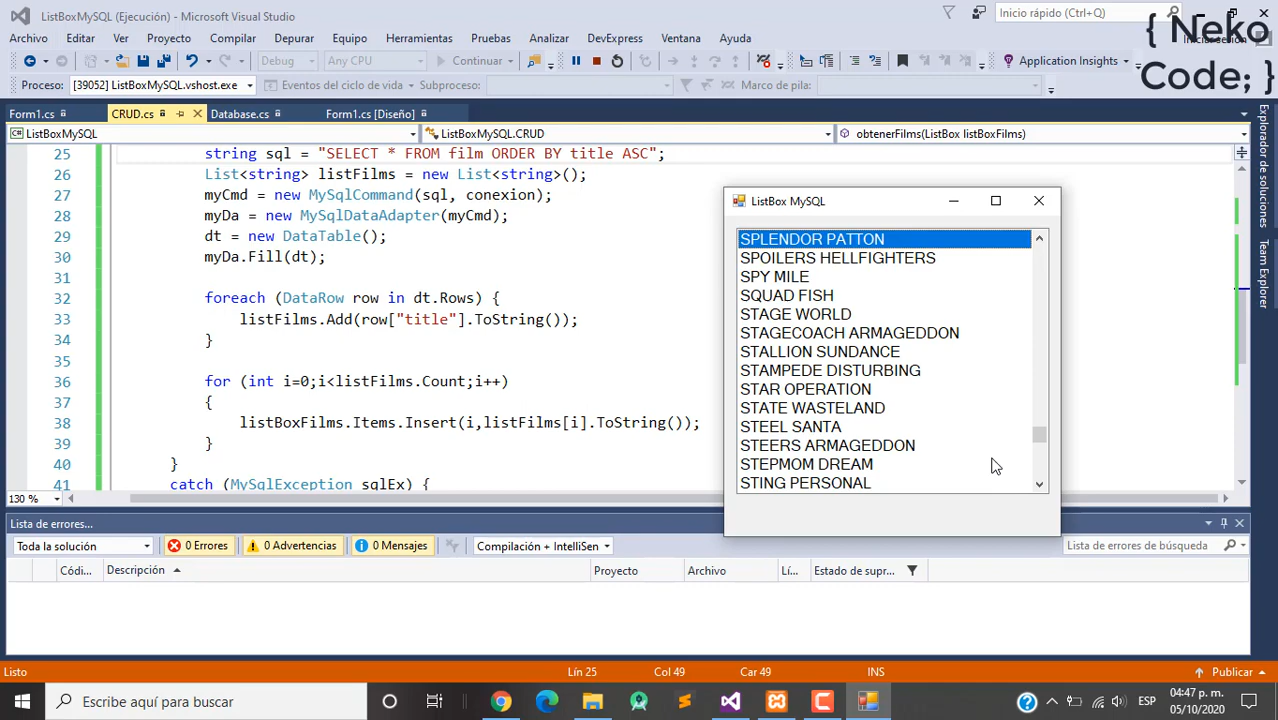 ListBoxMySQL (Ejecución) - Microsoft Visual Studio
Inicio rápido (Ctrl+Q)
{ Neko
Code; }
Archivo Editar Ver Proyecto Compilar Depurar Equipo Herramientas Pruebas Analizar DevExpress Ventana Ayuda
Debug Any CPU Continuar Application Insights
Proceso: [39052] ListBoxMySQL.vshost.exe Eventos del ciclo de vida Subproceso: Marco de pila:
Form1.cs CRUD.cs Database.cs Form1.cs [Diseño]
ListBoxMySQL ListBoxMySQL.CRUD obtenerFilms(ListBox listBoxFilms)
25 string sql = "SELECT * FROM film ORDER BY title ASC";
26 List<string> listFilms = new List<string>();
27 myCmd = new MySqlCommand(sql, conexion);
28 myDa = new MySqlDataAdapter(myCmd);
29 dt = new DataTable();
30 myDa.Fill(dt);
31
32 foreach (DataRow row in dt.Rows) {
33 listFilms.Add(row["title"].ToString());
34 }
35
36 for (int i=0;i<listFilms.Count;i++)
37 {
38 listBoxFilms.Items.Insert(i,listFilms[i].ToString());
39 }
40 }
41 catch (MySqlException sqlEx) {
130 %
ListBox MySQL
SPLENDOR PATTON
SPOILERS HELLFIGHTERS
SPY MILE
SQUAD FISH
STAGE WORLD
STAGECOACH ARMAGEDDON
STALLION SUNDANCE
STAMPEDE DISTURBING
STAR OPERATION
STATE WASTELAND
STEEL SANTA
STEERS ARMAGEDDON
STEPMOM DREAM
STING PERSONAL
Explorador de soluciones
Team Explorer
Lista de errores...
Toda la solución 0 Errores 0 Advertencias 0 Mensajes Compilación + IntelliSen Lista de errores de búsqueda
Códi... Descripción Proyecto Archivo Lí... Estado de supr...
Listo Lín 25 Col 49 Car 49 INS Publicar
Escribe aquí para buscar
ESP
04:47 p. m.
05/10/2020